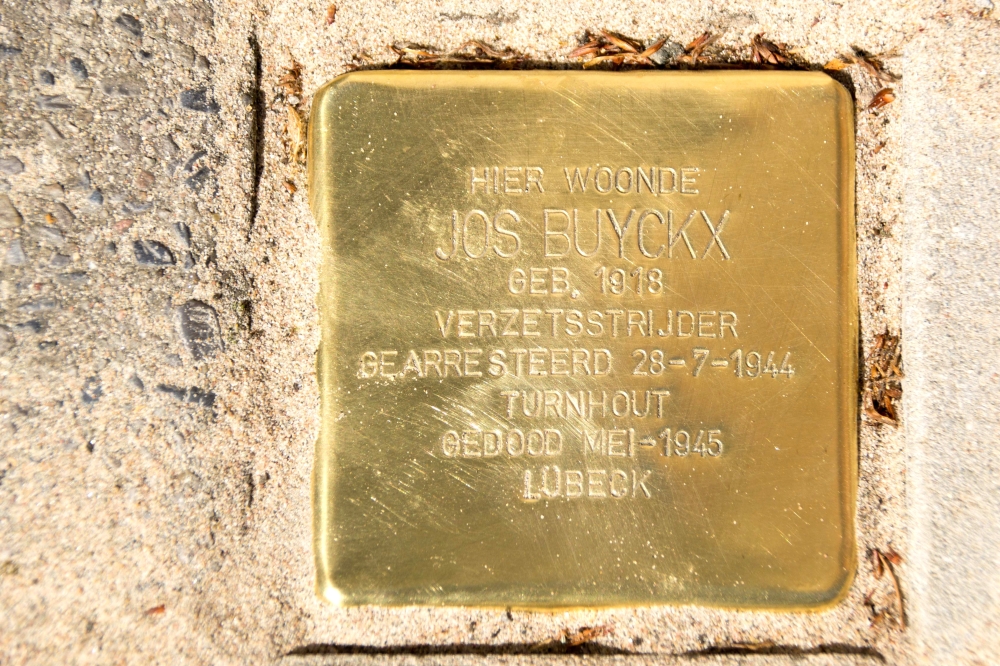 HIER WOONDE
JOS BUYCKX
GEB. 1918
VERZETSSTRIJDER
GEARRESTEERD 28-7-1944
TURNHOUT
GEDOOD MEI-1945
LÜBECK